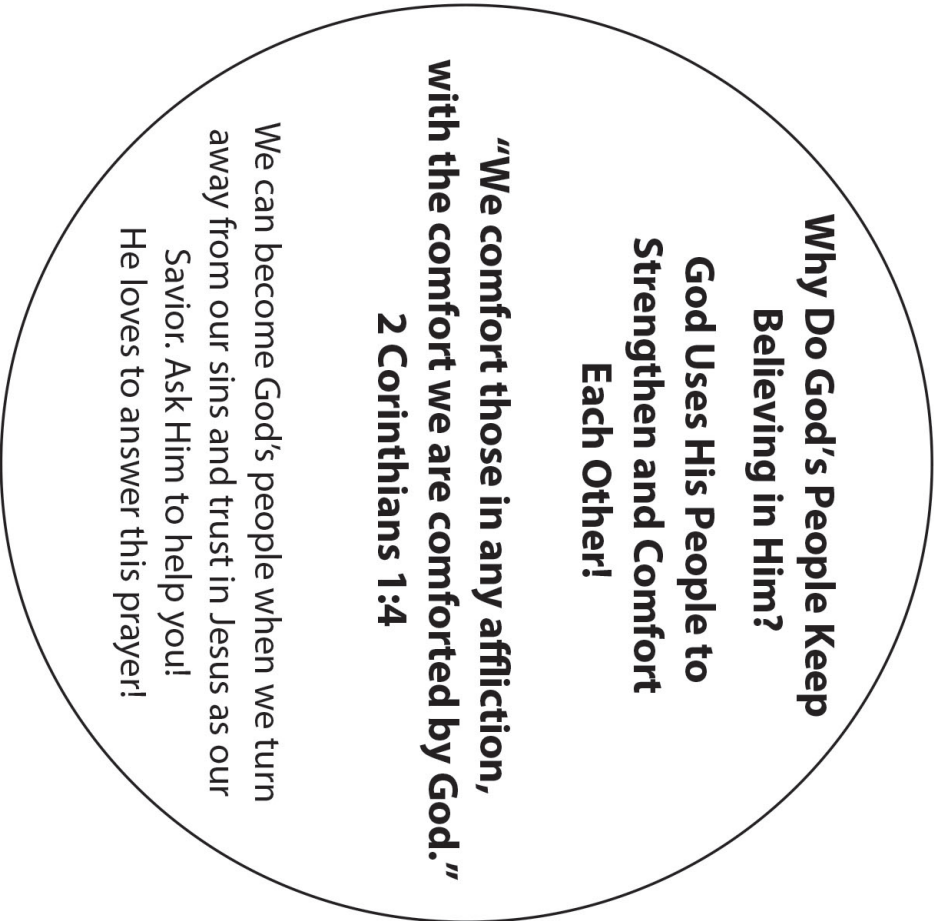 Why Do God’s People Keep
Believing in Him?
God Uses His People to
Strengthen and Comfort
Each Other!
“We comfort those in any affliction,
with the comfort we are comforted by God.”
2 Corinthians 1:4
We can become God’s people when we turn
away from our sins and trust in Jesus as our
Savior. Ask Him to help you!
He loves to answer this prayer!